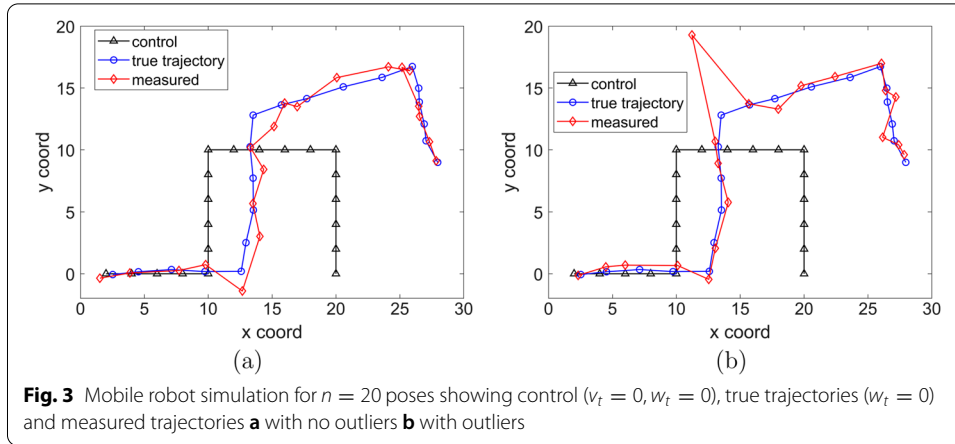 20
15
10
5
0
y coord
control
true trajectory
measured
0 5 10 15 20 25 30
x coord
(a)
20
15
10
5
0
y coord
control
true trajectory
measured
0 5 10 15 20 25 30
x coord
(b)
Fig. 3 Mobile robot simulation for n = 20 poses showing control (vₜ = 0, wₜ = 0), true trajectories (wₜ = 0)
and measured trajectories a with no outliers b with outliers